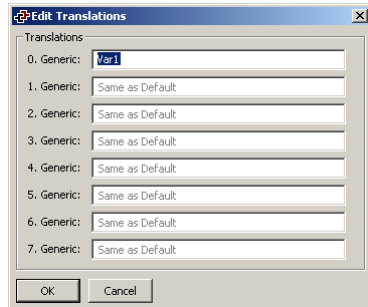 Edit Translations
Translations
0. Generic: Var1
1. Generic: Same as Default
2. Generic: Same as Default
3. Generic: Same as Default
4. Generic: Same as Default
5. Generic: Same as Default
6. Generic: Same as Default
7. Generic: Same as Default
OK Cancel